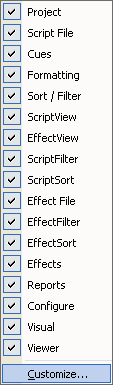 Project
Script File
Cues
Formatting
Sort / Filter
ScriptView
EffectView
ScriptFilter
ScriptSort
Effect File
EffectFilter
EffectSort
Effects
Reports
Configure
Visual
Viewer
Customize...